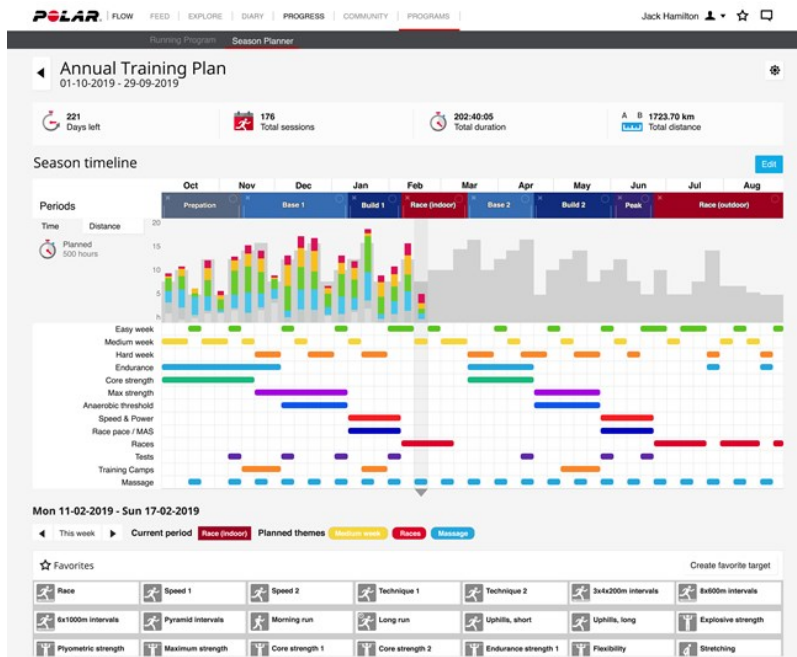 POLAR. FLOW FEED EXPLORE DIARY PROGRESS COMMUNITY PROGRAMS Jack Hamilton
Running Program Season Planner
Annual Training Plan
01-10-2019 - 29-09-2019
221 176 202:40:05 A B 1723.70 km
Days left Total sessions Total duration Total distance
Season timeline Edit
Oct Nov Dec Jan Feb Mar Apr May Jun Jul Aug
Periods Prepation Base 1 Build 1 Race (indoor) Base 2 Build 2 Peak Race (outdoor)
Time Distance 20
Planned 15
500 hours
10
5
h
Easy week
Medium week
Hard week
Endurance
Core strength
Max strength
Anaerobic threshold
Speed & Power
Race pace / MAS
Races
Tests
Training Camps
Massage
Mon 11-02-2019 - Sun 17-02-2019
This week Current period Race (Indoor) Planned themes Medium week Races Massage
Favorites Create favorite target
Race Speed 1 Speed 2 Technique 1 Technique 2 3x4x200m intervals 8x600m intervals
6x1000m intervals Pyramid intervals Morning run Long run Uphills, short Uphills, long Explosive strength
Plyometric strength Maximum strength Core strength 1 Core strength 2 Endurance strength 1 Flexibility Stretching